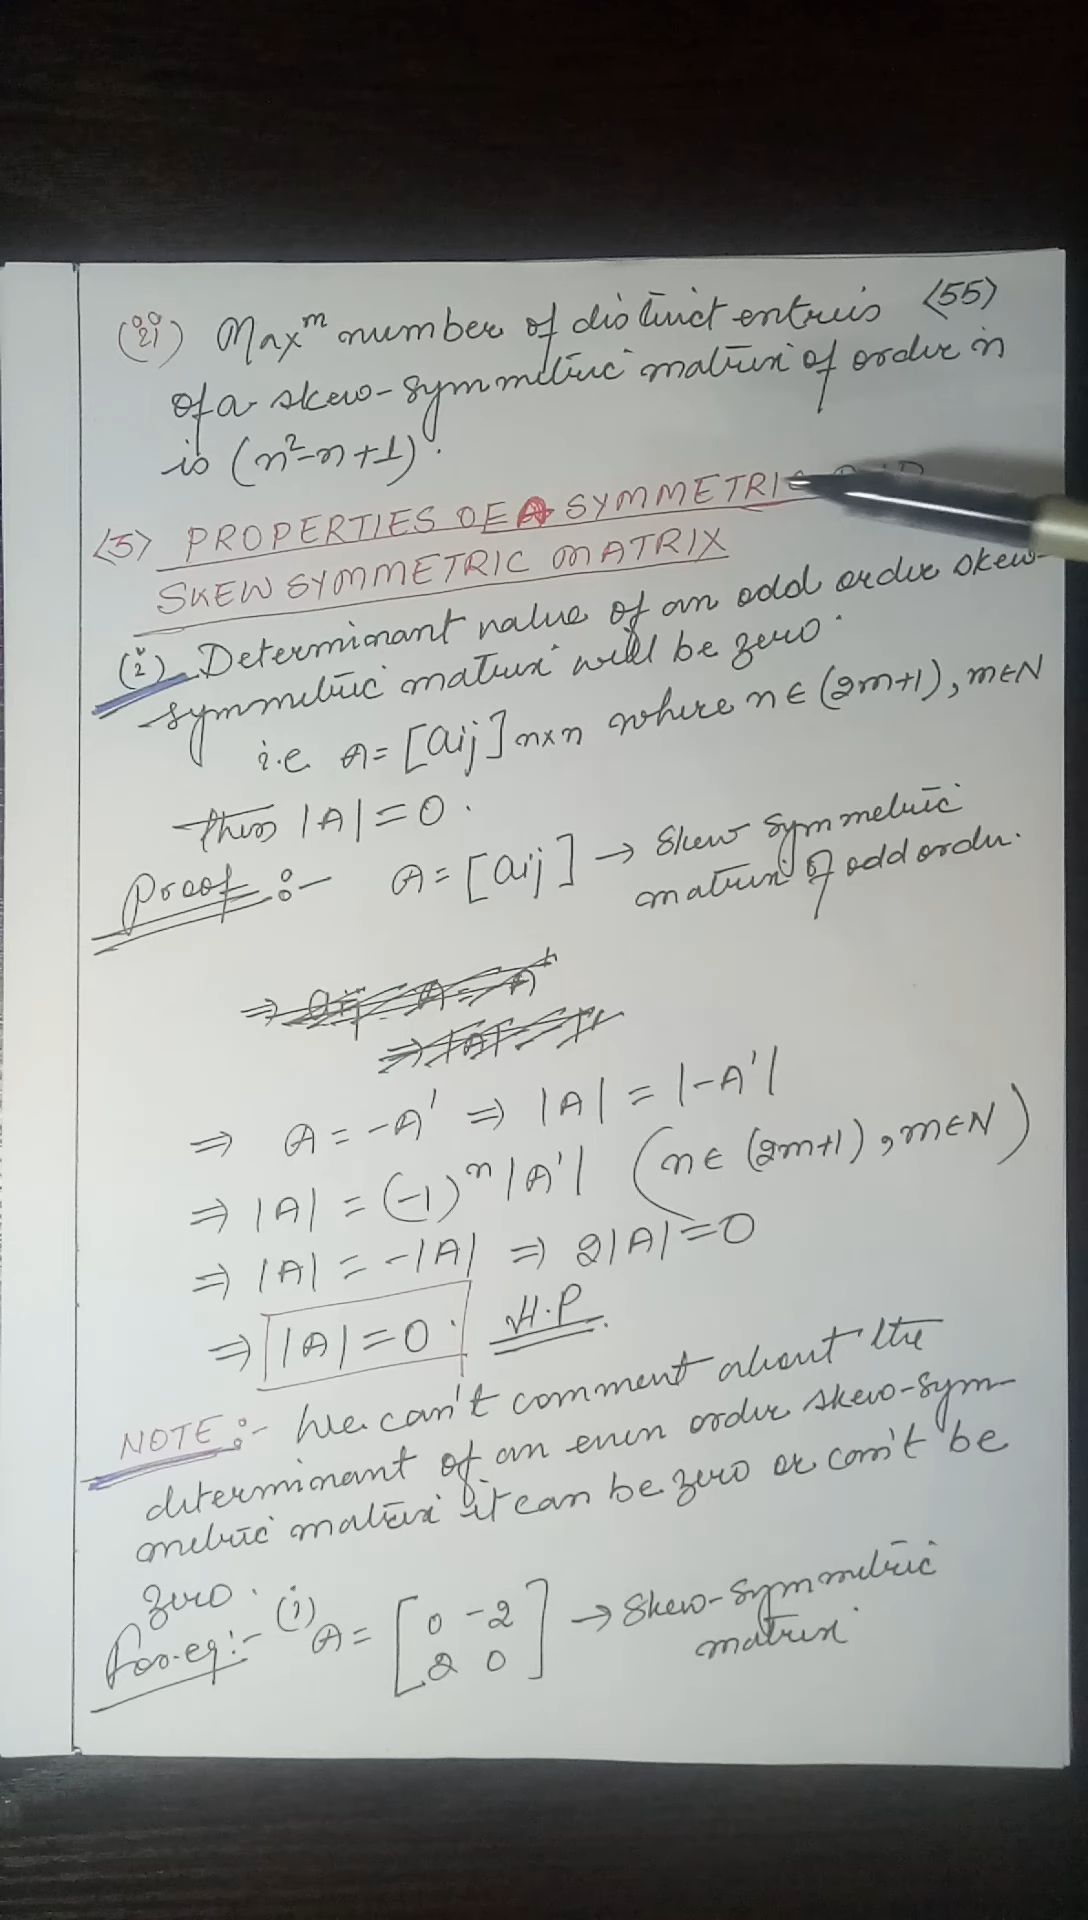 (ii) Maxᵐ number of distinct entries <55>
of a skew-symmetric matrix of order n
is (n²-n+1).
<5> PROPERTIES OF A SYMMETRIC
SKEW SYMMETRIC MATRIX
(i) Determinant value of an odd order skew-
symmetric matrix will be zero.
i.e A = [aij]n×n where n ∈ (2m+1), m∈N
then |A| = 0.
Proof :- A = [aij] → Skew symmetric
matrix of odd order.
⇒ A = -A' ⇒ |A| = |-A'|
⇒ |A| = (-1)ⁿ |A'| (n ∈ (2m+1), m∈N)
⇒ |A| = -|A| ⇒ 2|A| = 0
⇒ |A| = 0. H.P.
NOTE :- We can't comment about the
determinant of an even order skew-sym-
metric matrix it can be zero or can't be
zero.
For eg:- (i) A = [0 -2
2 0] → Skew-symmetric
matrix.